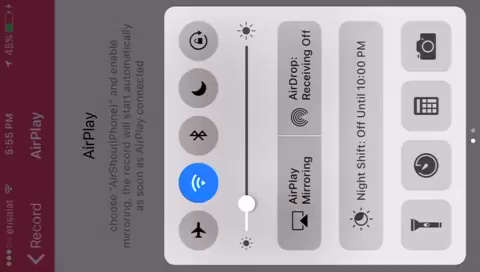 etisalat 5:55 PM 45%
Record AirPlay
AirPlay
choose "AirShou(iPhone)" and enable
mirroring, the record will start automatically
as soon as AirPlay connected
AirPlay
Mirroring
AirDrop:
Receiving Off
Night Shift: Off Until 10:00 PM